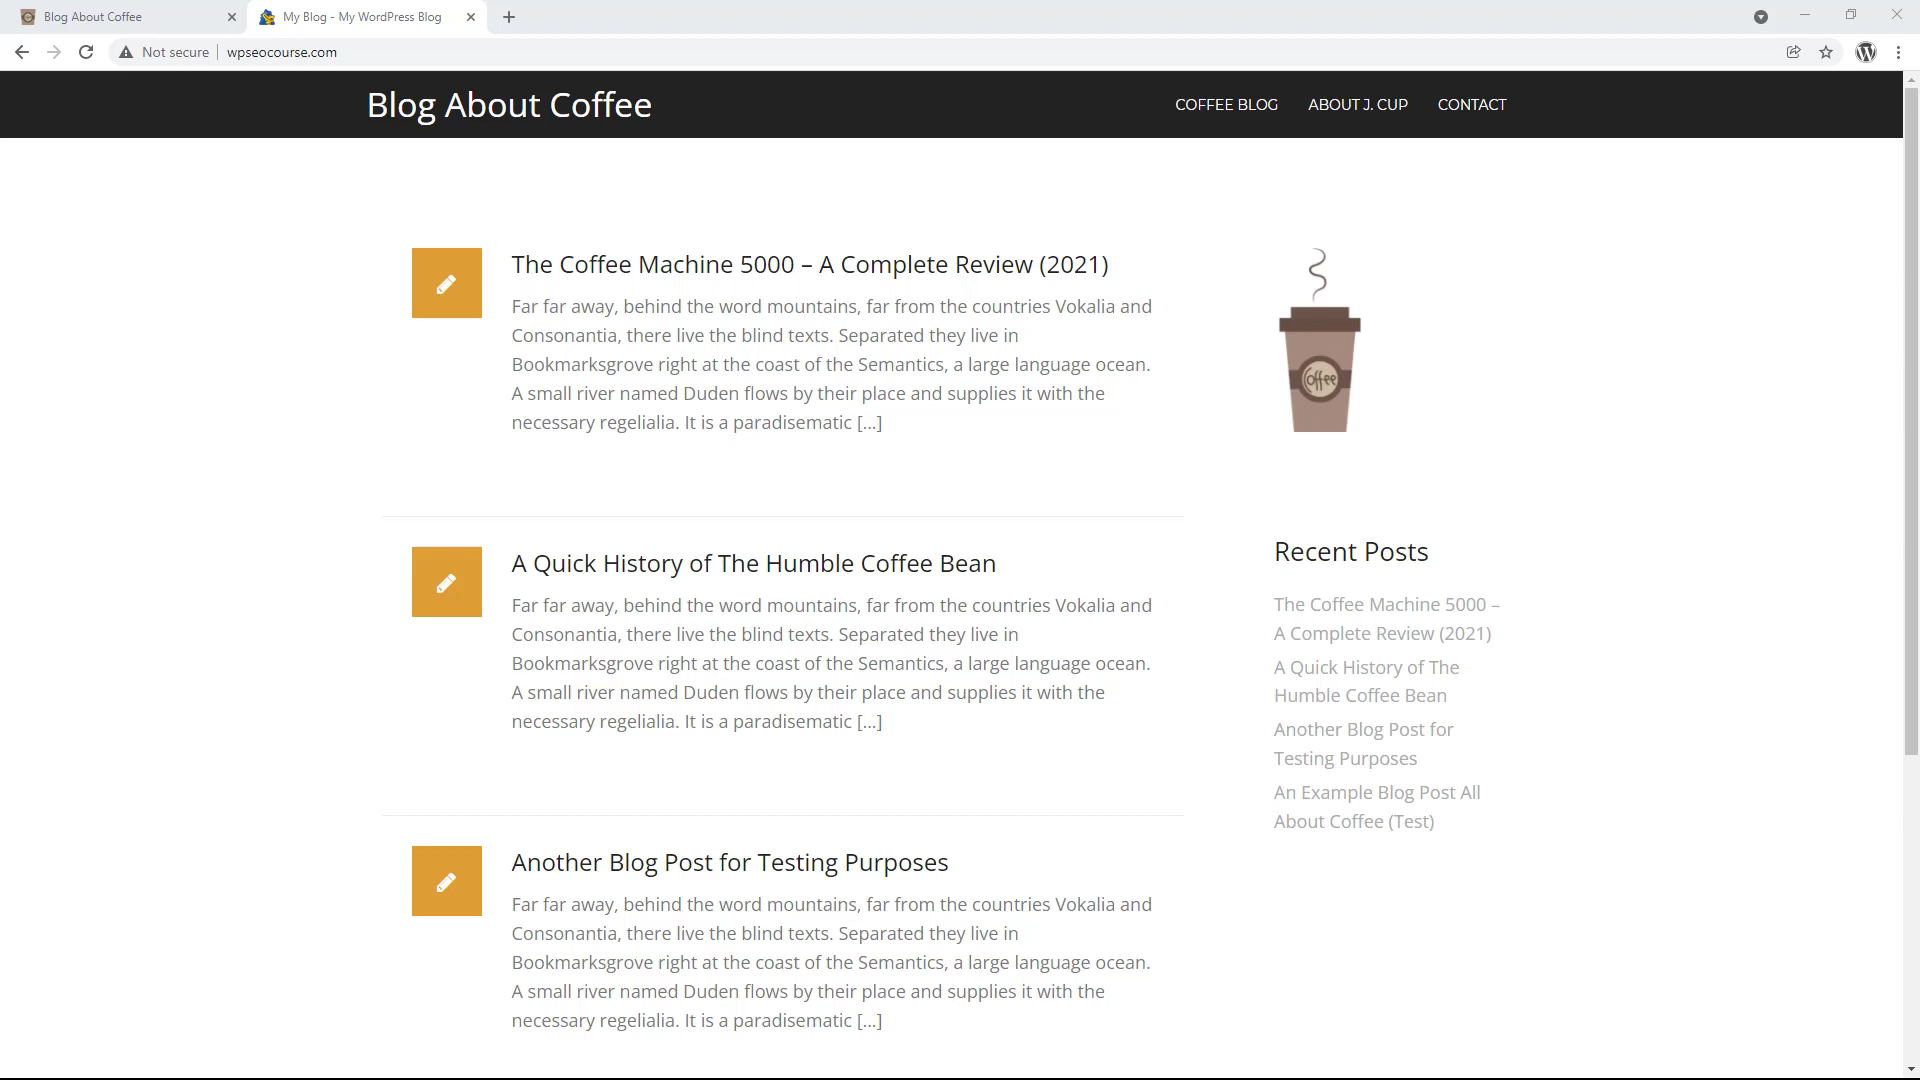 Blog About Coffee
My Blog - My WordPress Blog
Not secure
wpseocourse.com
Blog About Coffee
COFFEE BLOG
ABOUT J. CUP
CONTACT
The Coffee Machine 5000 – A Complete Review (2021)
Far far away, behind the word mountains, far from the countries Vokalia and
Consonantia, there live the blind texts. Separated they live in
Bookmarksgrove right at the coast of the Semantics, a large language ocean.
A small river named Duden flows by their place and supplies it with the
necessary regelialia. It is a paradisematic […]
A Quick History of The Humble Coffee Bean
Far far away, behind the word mountains, far from the countries Vokalia and
Consonantia, there live the blind texts. Separated they live in
Bookmarksgrove right at the coast of the Semantics, a large language ocean.
A small river named Duden flows by their place and supplies it with the
necessary regelialia. It is a paradisematic […]
Another Blog Post for Testing Purposes
Far far away, behind the word mountains, far from the countries Vokalia and
Consonantia, there live the blind texts. Separated they live in
Bookmarksgrove right at the coast of the Semantics, a large language ocean.
A small river named Duden flows by their place and supplies it with the
necessary regelialia. It is a paradisematic […]
Coffee
Recent Posts
The Coffee Machine 5000 –
A Complete Review (2021)
A Quick History of The
Humble Coffee Bean
Another Blog Post for
Testing Purposes
An Example Blog Post All
About Coffee (Test)